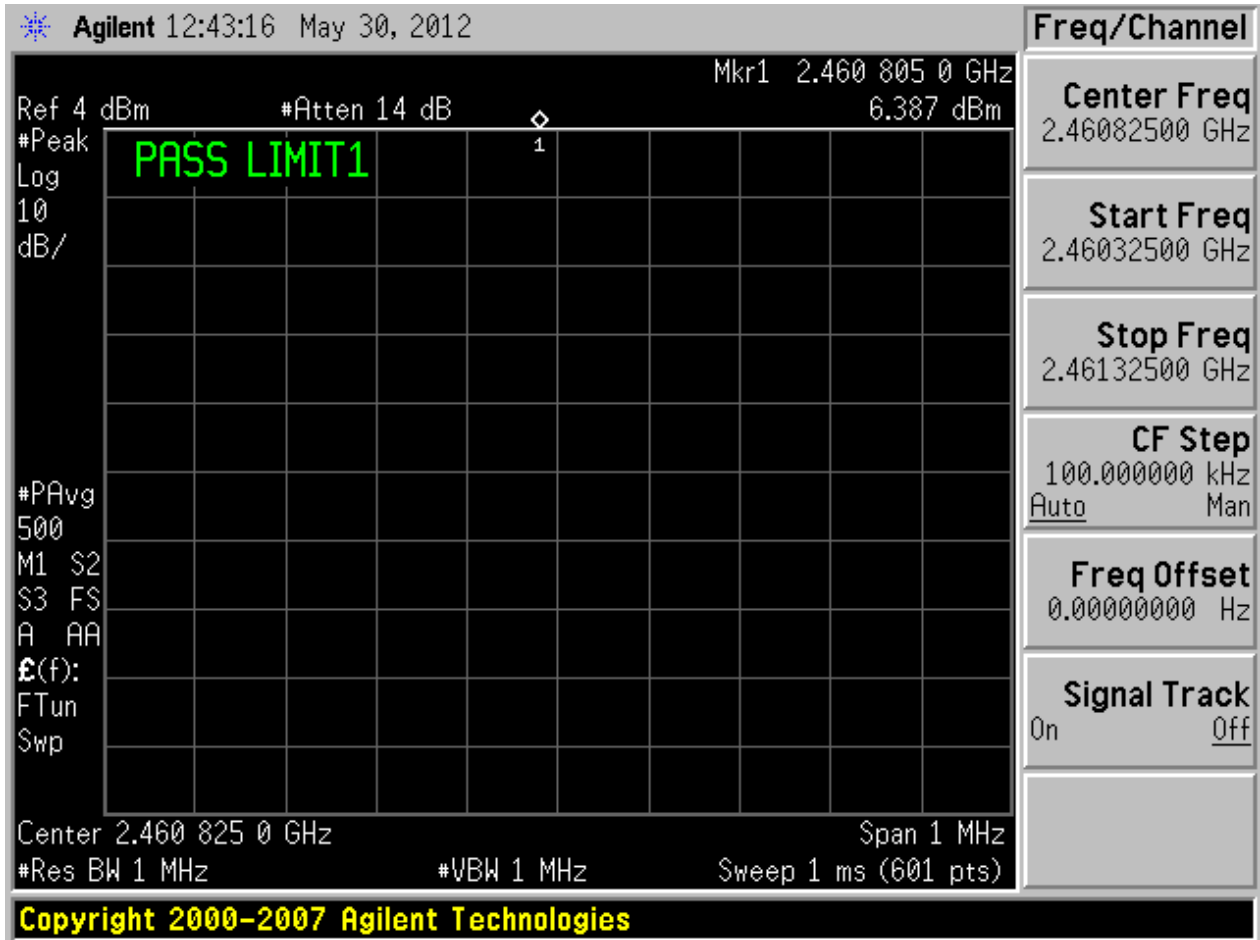 Agilent 12:43:16 May 30, 2012
Freq/Channel
Mkr1 2.460 805 0 GHz
Ref 4 dBm #Atten 14 dB 6.387 dBm
#Peak
Log
10
dB/
1
PASS LIMIT1
#PAvg
500
M1 S2
S3 FS
A AA
£(f):
FTun
Swp
Center 2.460 825 0 GHz Span 1 MHz
#Res BW 1 MHz #VBW 1 MHz Sweep 1 ms (601 pts)
Center Freq
2.46082500 GHz
Start Freq
2.46032500 GHz
Stop Freq
2.46132500 GHz
CF Step
100.000000 kHz
Auto Man
Freq Offset
0.00000000 Hz
Signal Track
On Off
Copyright 2000-2007 Agilent Technologies